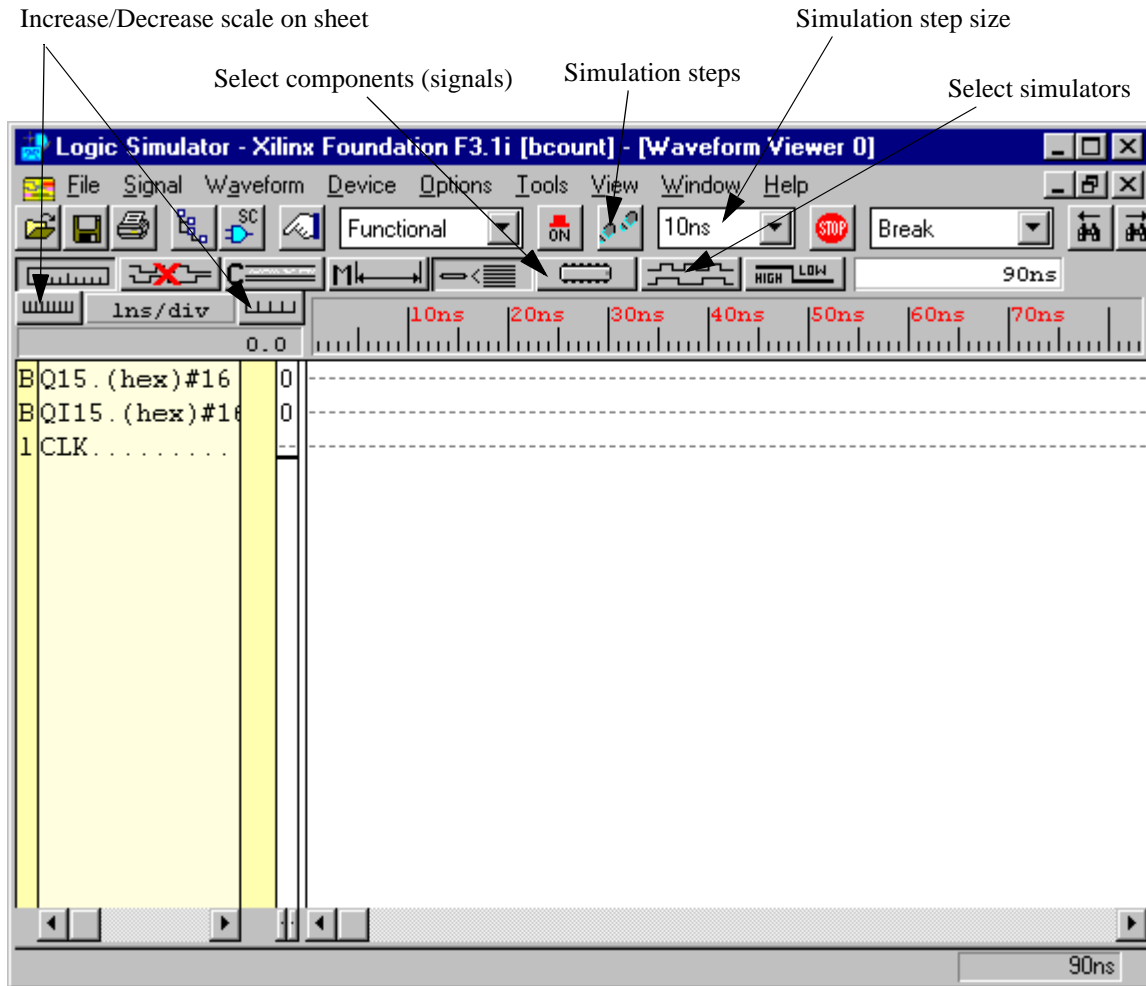 Increase/Decrease scale on sheet
Simulation step size
Select components (signals)
Simulation steps
Select simulators
Logic Simulator - Xilinx Foundation F3.1i [bcount] - [Waveform Viewer 0]
File Signal Waveform Device Options Tools View Window Help
SC Functional ON 10ns STOP Break
C M HIGH LOW 90ns
1ns/div 10ns 20ns 30ns 40ns 50ns 60ns 70ns
0.0
B Q15.(hex)#16 0
B QI15.(hex)#16 0
1 CLK.........
90ns